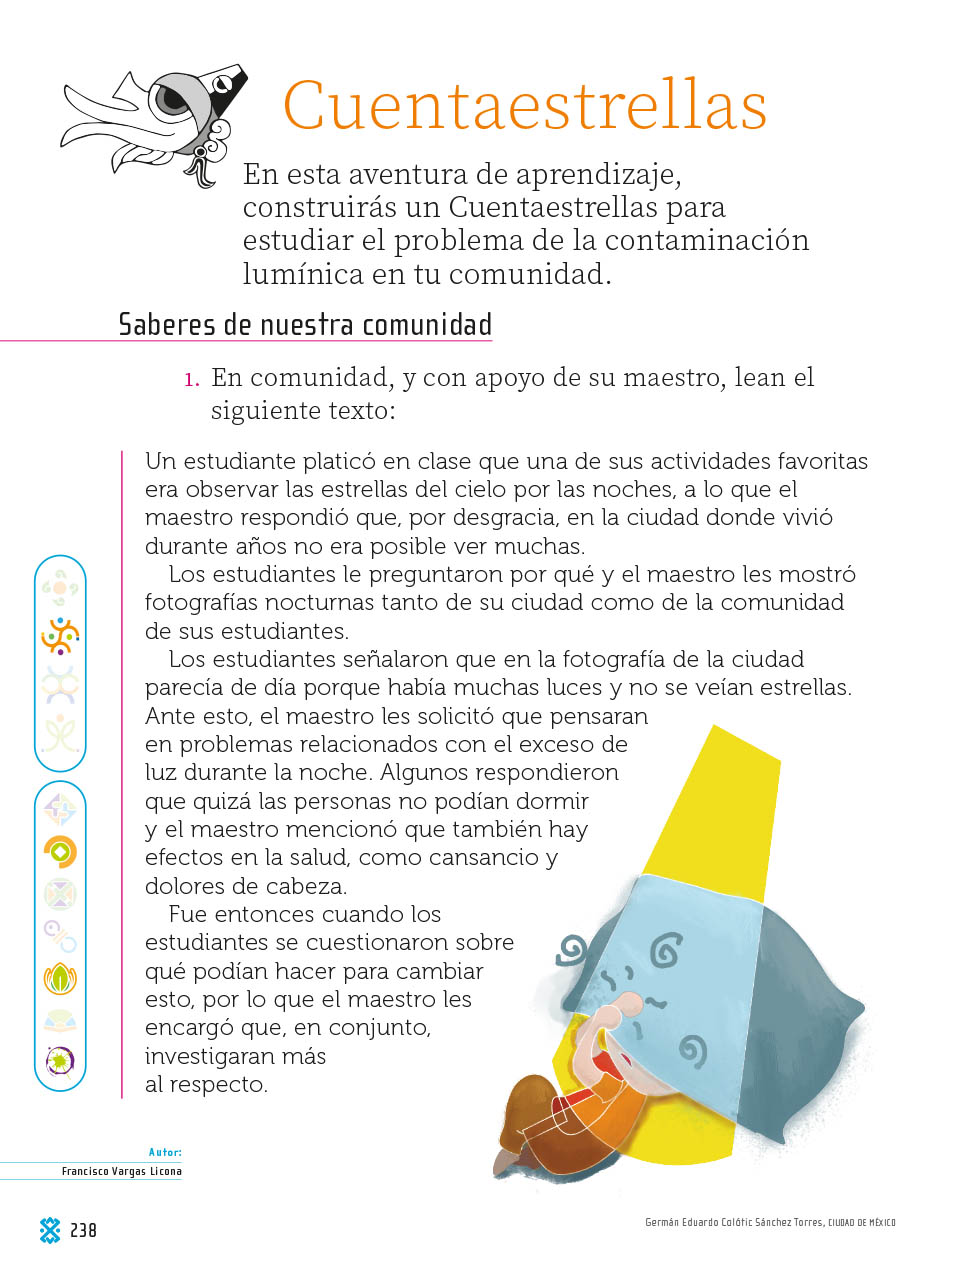 Cuentaestrellas
En esta aventura de aprendizaje,
construirás un Cuentaestrellas para
estudiar el problema de la contaminación
lumínica en tu comunidad.
Saberes de nuestra comunidad
1. En comunidad, y con apoyo de su maestro, lean el
siguiente texto:
Un estudiante platicó en clase que una de sus actividades favoritas
era observar las estrellas del cielo por las noches, a lo que el
maestro respondió que, por desgracia, en la ciudad donde vivió
durante años no era posible ver muchas.
Los estudiantes le preguntaron por qué y el maestro les mostró
fotografías nocturnas tanto de su ciudad como de la comunidad
de sus estudiantes.
Los estudiantes señalaron que en la fotografía de la ciudad
parecía de día porque había muchas luces y no se veían estrellas.
Ante esto, el maestro les solicitó que pensaran
en problemas relacionados con el exceso de
luz durante la noche. Algunos respondieron
que quizá las personas no podían dormir
y el maestro mencionó que también hay
efectos en la salud, como cansancio y
dolores de cabeza.
Fue entonces cuando los
estudiantes se cuestionaron sobre
qué podían hacer para cambiar
esto, por lo que el maestro les
encargó que, en conjunto,
investigaran más
al respecto.
Autor:
Francisco Vargas Licona
238
Germán Eduardo Colótic Sánchez Torres, CIUDAD DE MÉXICO